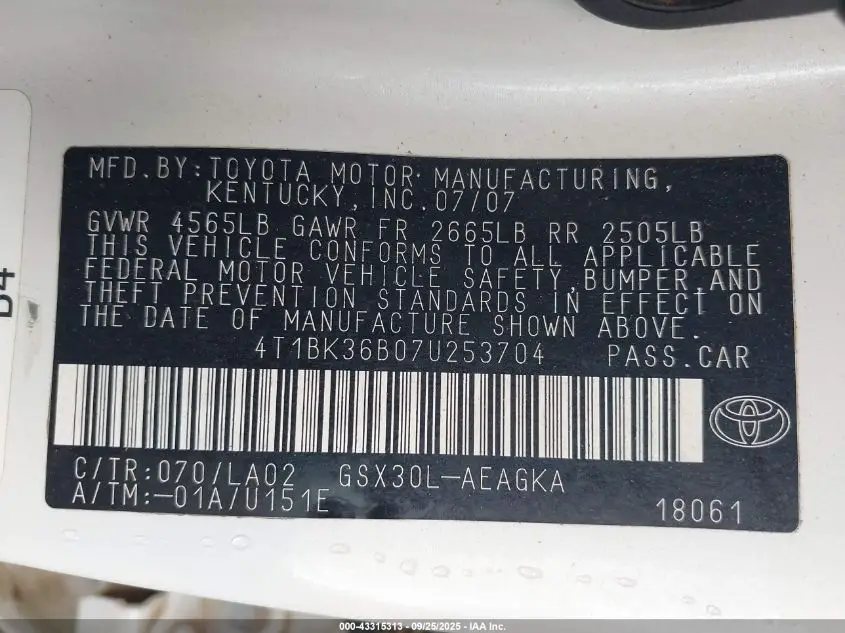 MFD.BY:TOYOTA MOTOR MANUFACTURING,
KENTUCKY,INC.07/07
GVWR 4565LB GAWR FR 2665LB RR 2505LB
THIS VEHICLE CONFORMS TO ALL APPLICABLE
FEDERAL MOTOR VEHICLE SAFETY,BUMPER,AND
THEFT PREVENTION STANDARDS IN EFFECT ON
THE DATE OF MANUFACTURE SHOWN ABOVE.
4T1BK36B07U253704 PASS.CAR
C/TR:070/LA02 GSX30L-AEAGKA
A/TM:-01A/U151E
18061
D4
000-43315313 - 09/25/2025 - IAA Inc.